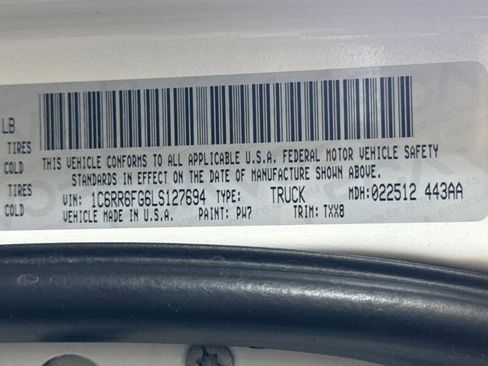 LB
TIRES
COLD
TIRES
COLD
TIRES
COLD
THIS VEHICLE CONFORMS TO ALL APPLICABLE U.S.A. FEDERAL MOTOR VEHICLE SAFETY
STANDARDS IN EFFECT ON THE DATE OF MANUFACTURE SHOWN ABOVE.
VIN: 1C6RR6FG6LS127694 TYPE: TRUCK MDH: 022512 443AA
VEHICLE MADE IN U.S.A. PAINT: PW7 TRIM: TXX8